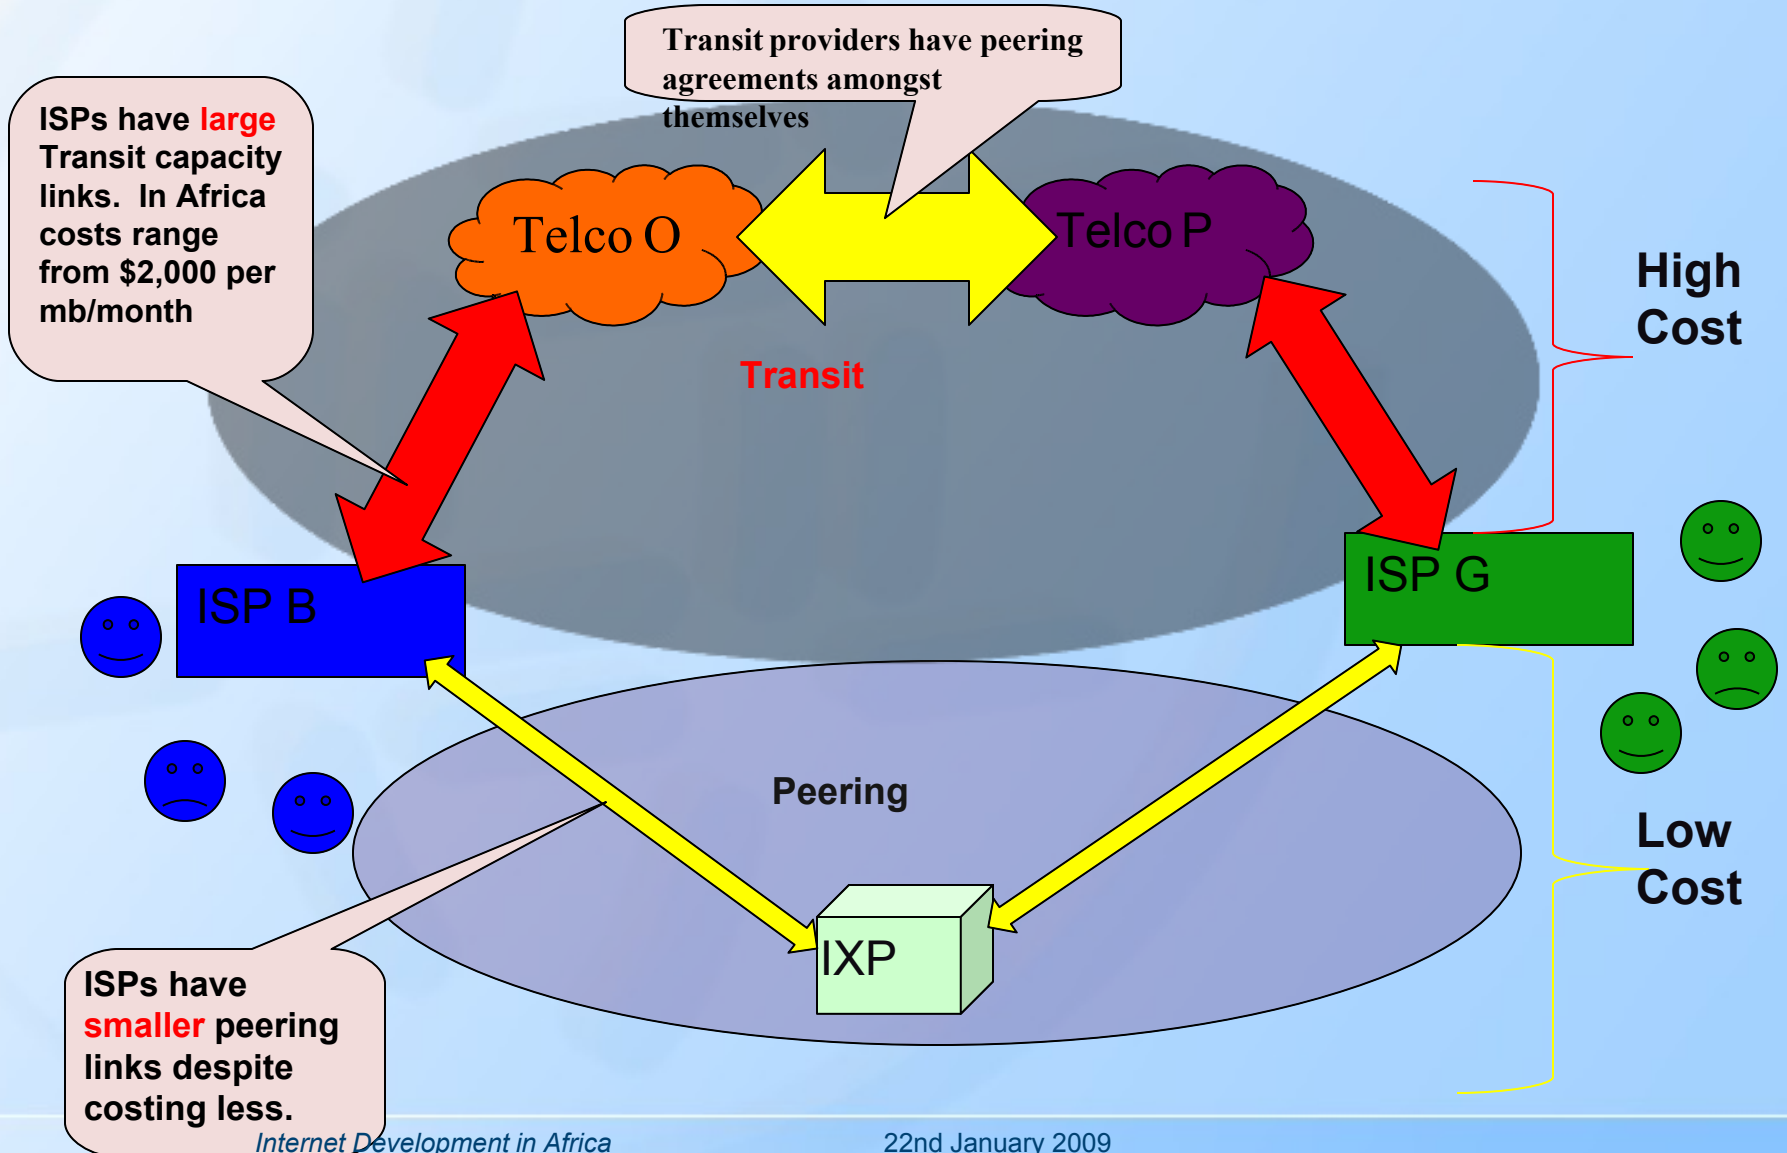 Transit providers have peering
agreements amongst
themselves
ISPs have large
Transit capacity
links. In Africa
costs range
from $2,000 per
mb/month
Telco O
Telco P
High
Cost
Transit
ISP B
ISP G
Peering
Low
Cost
IXP
ISPs have
smaller peering
links despite
costing less.
Internet Development in Africa
22nd January 2009